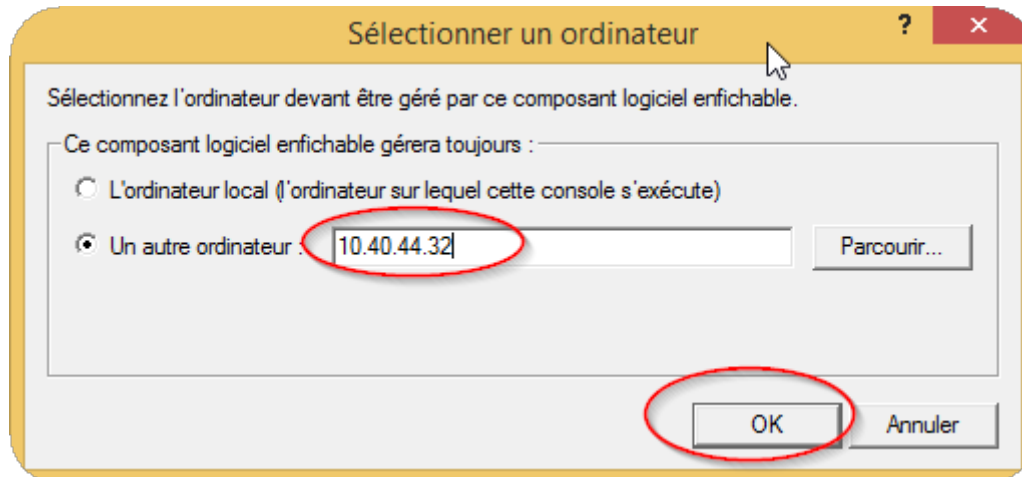 Sélectionner un ordinateur
?
Sélectionnez l'ordinateur devant être géré par ce composant logiciel enfichable.
Ce composant logiciel enfichable gérera toujours :
L'ordinateur local (l'ordinateur sur lequel cette console s'exécute)
Un autre ordinateur : 10.40.44.32 Parcourir...
OK Annuler